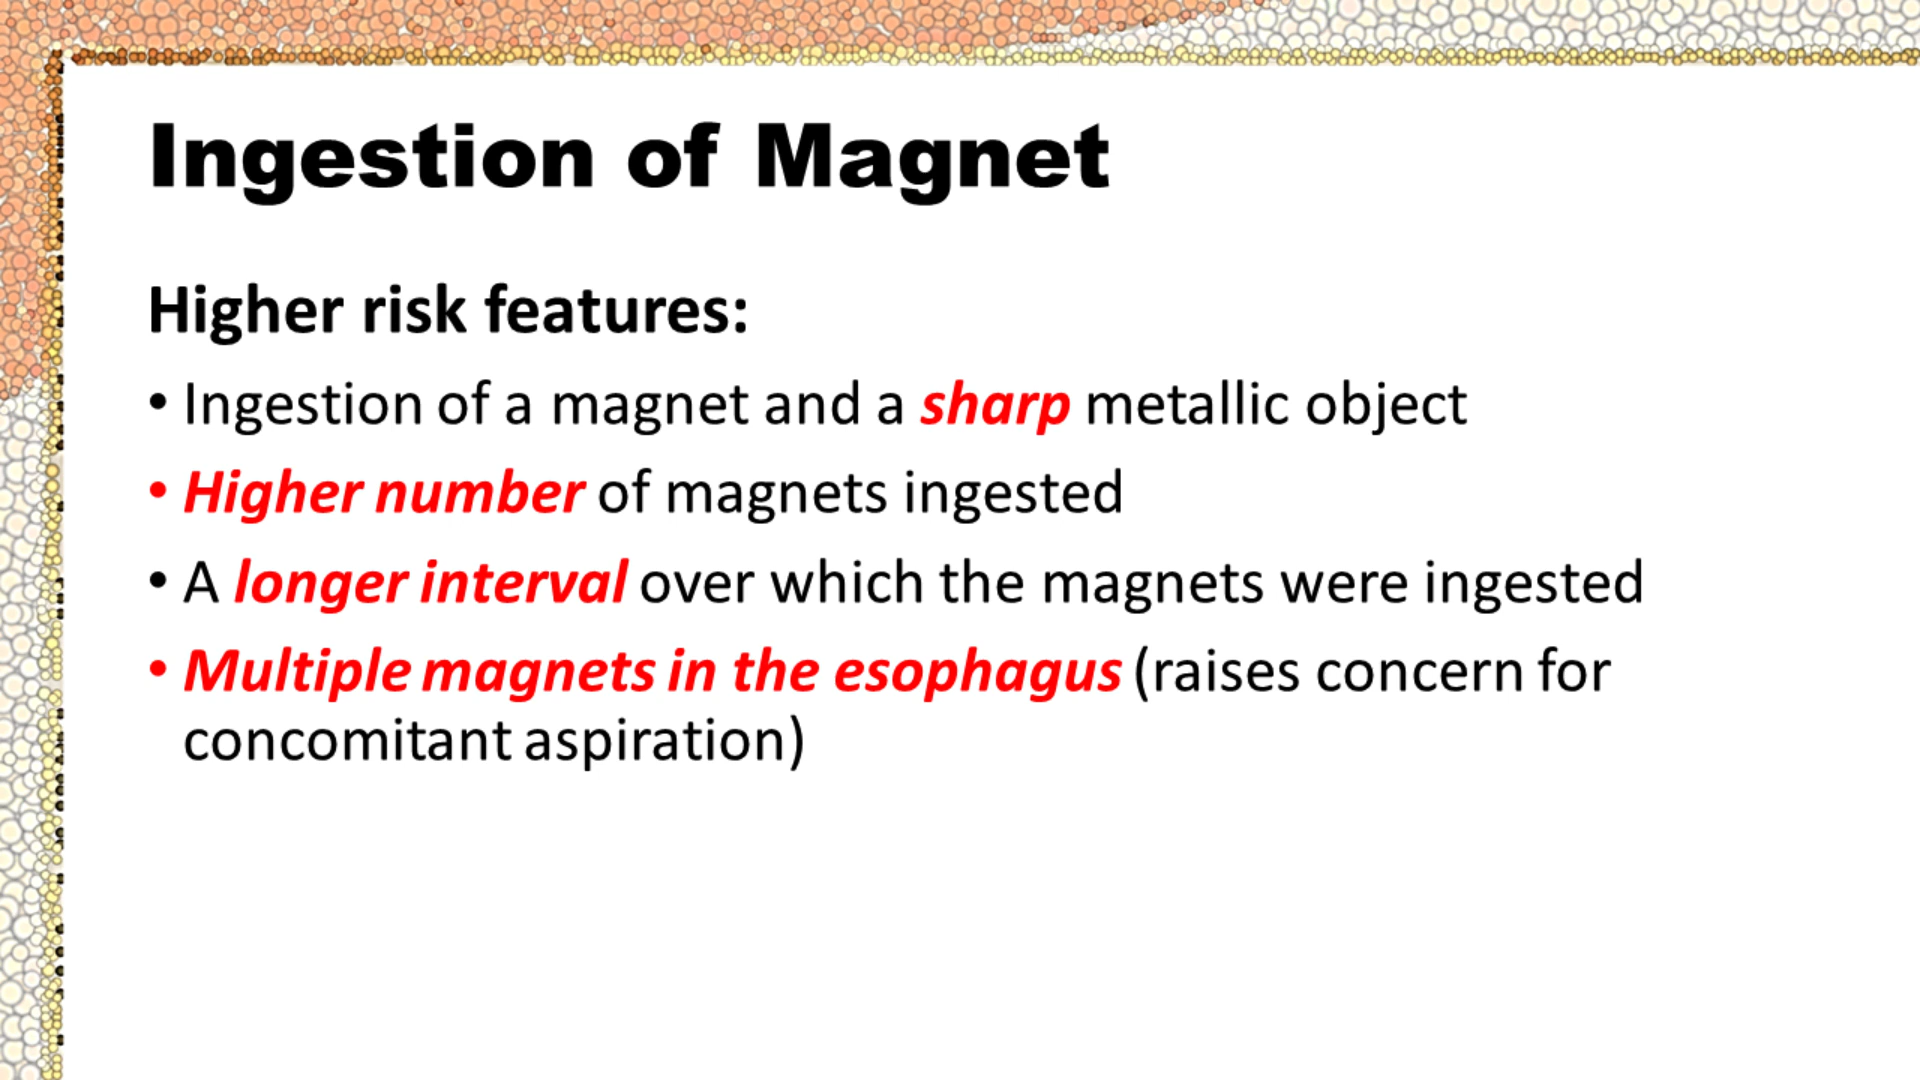 Ingestion of Magnet
Higher risk features:
• Ingestion of a magnet and a sharp metallic object
• Higher number of magnets ingested
• A longer interval over which the magnets were ingested
• Multiple magnets in the esophagus (raises concern for
concomitant aspiration)